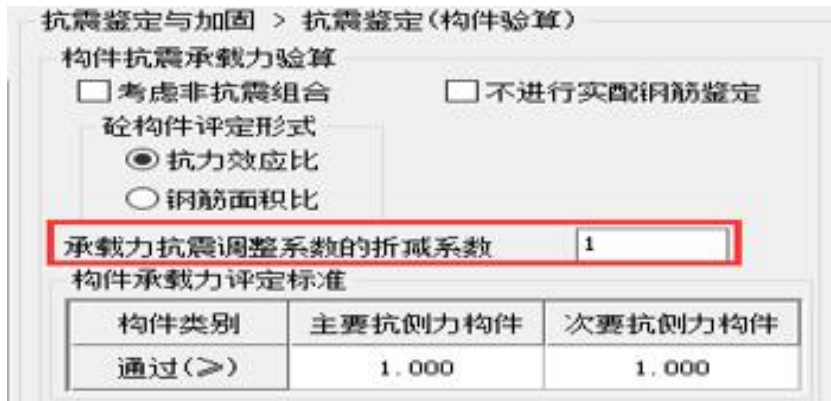 抗震鉴定与加固 > 抗震鉴定(构件验算)
构件抗震承载力验算
考虑非抗震组合 不进行实配钢筋鉴定
砼构件评定形式
抗力效应比
钢筋面积比
承载力抗震调整系数的折减系数 1
构件承载力评定标准
构件类别 主要抗侧力构件 次要抗侧力构件
通过(≥) 1.000 1.000